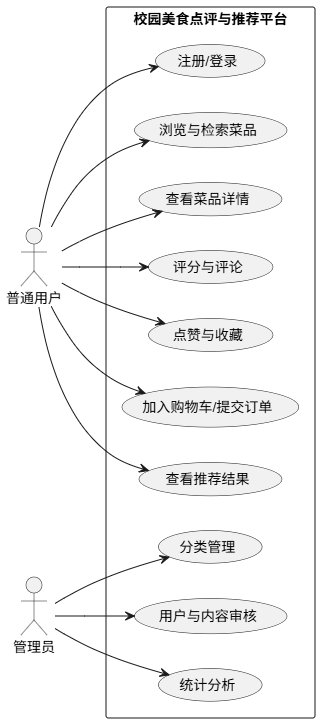 校园美食点评与推荐平台
注册/登录
浏览与检索菜品
查看菜品详情
普通用户
评分与评论
点赞与收藏
加入购物车/提交订单
查看推荐结果
分类管理
管理员
用户与内容审核
统计分析